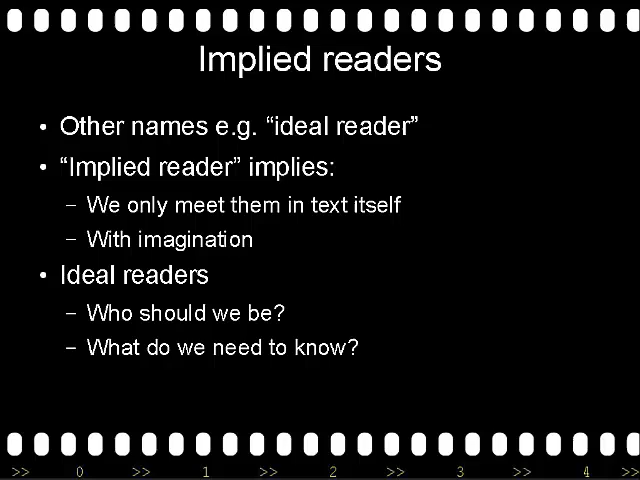 Implied readers
• Other names e.g. “ideal reader”
• “Implied reader” implies:
– We only meet them in text itself
– With imagination
• Ideal readers
– Who should we be?
– What do we need to know?
>> 0 >> 1 >> 2 >> 3 >> 4 >>